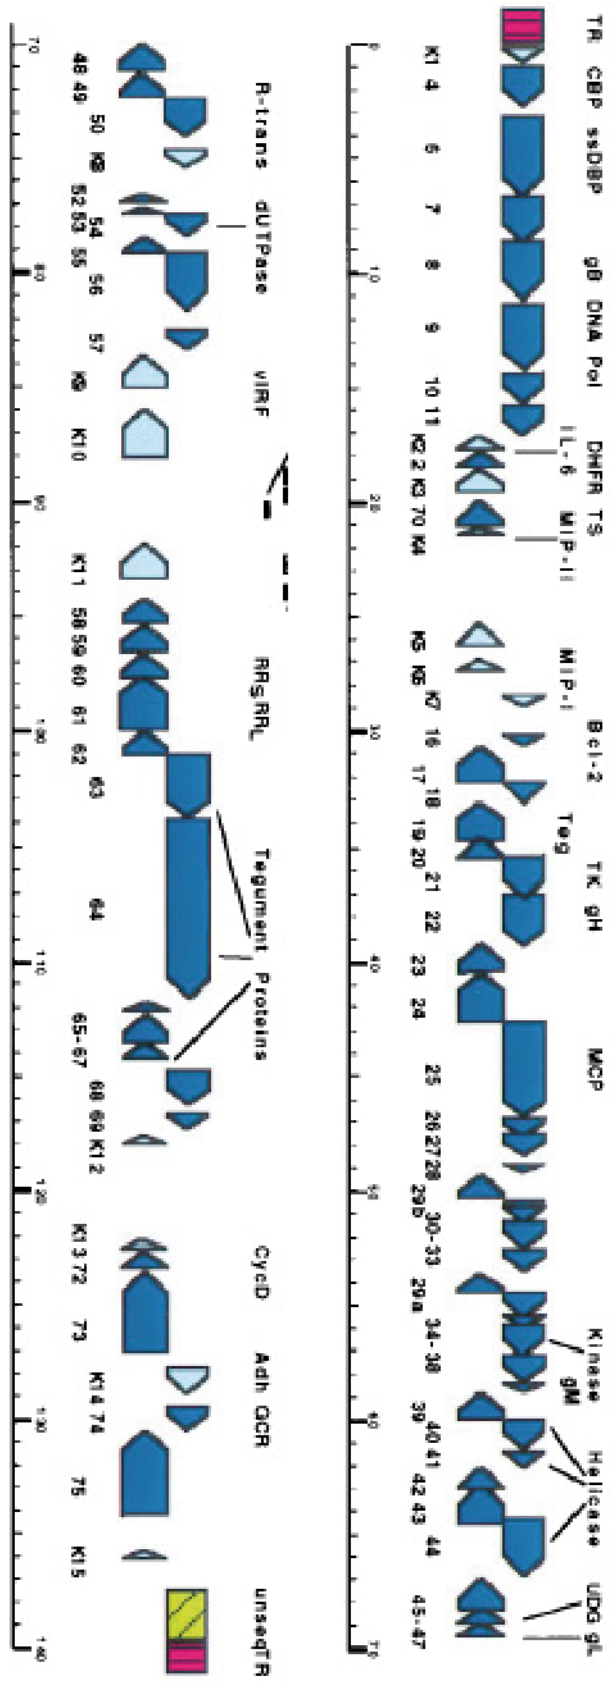 TR CBP ssDBP gB DNA Pol DHFR TS Bcl-2 TK gH MCP Kinase Helicase UDG gL
IL-6 MIP-II MIP-I Teg gM
K1 4 6 7 8 9 10 11 K2 2 K3 70 K4 K5 K6 K7 16 17 18 19 20 21 22 23 24 25 26 27 28 29b 30-33 29a 34-38 39 40 41 42 43 44 45-47
0 10 20 30 40 50 60 70
R-trans dUTPase vIRF RRS RRL Tegument Proteins CycD Adh GCR unseq TR
48 49 50 K8 52 53 54 55 56 57 K9 K10 K11 58 59 60 61 62 63 64 65-67 68 69 K12 K13 72 73 K14 74 75 K15
70 80 90 100 110 120 130 140